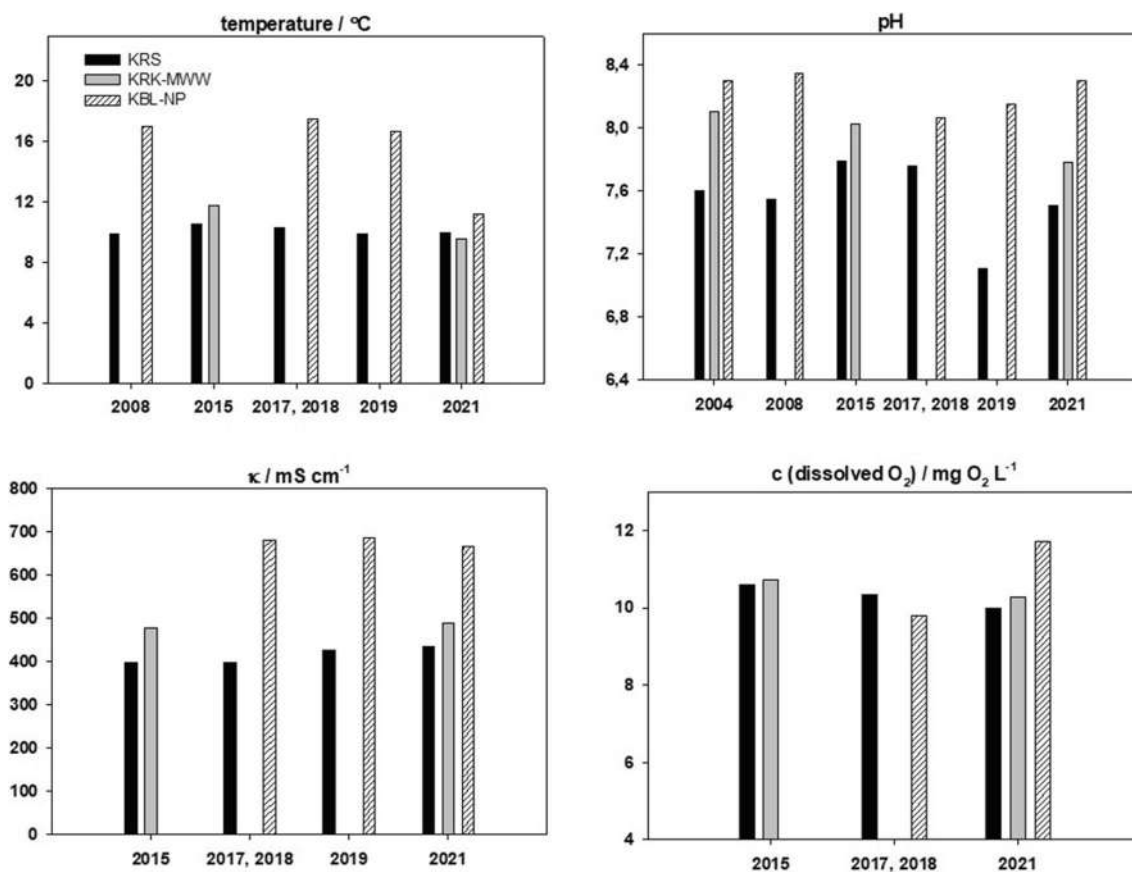 temperature / ºC
KRS
KRK-MWW
KBL-NP
20
16
12
8
4
0
2008 2015 2017, 2018 2019 2021
pH
8,4
8,0
7,6
7,2
6,8
6,4
2004 2008 2015 2017, 2018 2019 2021
κ / mS cm⁻¹
800
700
600
500
400
300
200
100
0
2015 2017, 2018 2019 2021
c (dissolved O₂) / mg O₂ L⁻¹
12
10
8
6
4
2015 2017, 2018 2021